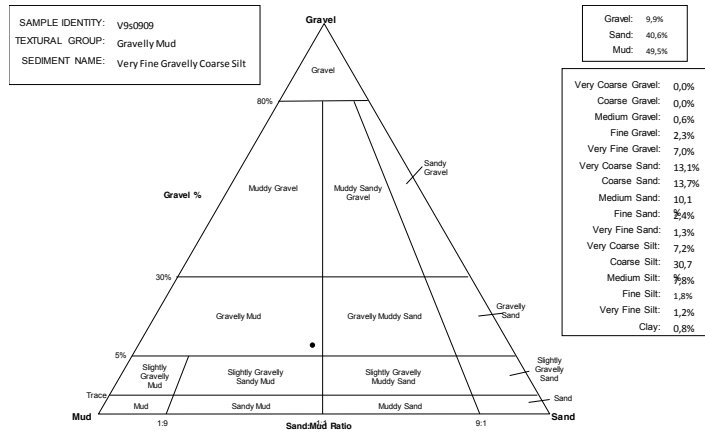 SAMPLE IDENTITY: V9s0909
TEXTURAL GROUP: Gravelly Mud
SEDIMENT NAME: Very Fine Gravelly Coarse Silt
Gravel: 9,9%
Sand: 40,6%
Mud: 49,5%
Very Coarse Gravel: 0,0%
Coarse Gravel: 0,0%
Medium Gravel: 0,6%
Fine Gravel: 2,3%
Very Fine Gravel: 7,0%
Very Coarse Sand: 13,1%
Coarse Sand: 13,7%
Medium Sand: 10,1 %
Fine Sand: 2,4%
Very Fine Sand: 1,3%
Very Coarse Silt: 7,2%
Coarse Silt: 30,7 %
Medium Silt: 7,8%
Fine Silt: 1,8%
Very Fine Silt: 1,2%
Clay: 0,8%
Gravel
Gravel
80%
Sandy
Gravel
Gravel %
Muddy Gravel
Muddy Sandy
Gravel
30%
Gravelly Mud
Gravelly Muddy Sand
Gravelly
Sand
5%
Slightly
Gravelly
Mud
Slightly Gravelly
Sandy Mud
Slightly Gravelly
Muddy Sand
Slightly
Gravelly
Sand
Trace
Mud
Sandy Mud
Muddy Sand
Sand
Mud
Sand
1:9
1:1
9:1
Sand:Mud Ratio